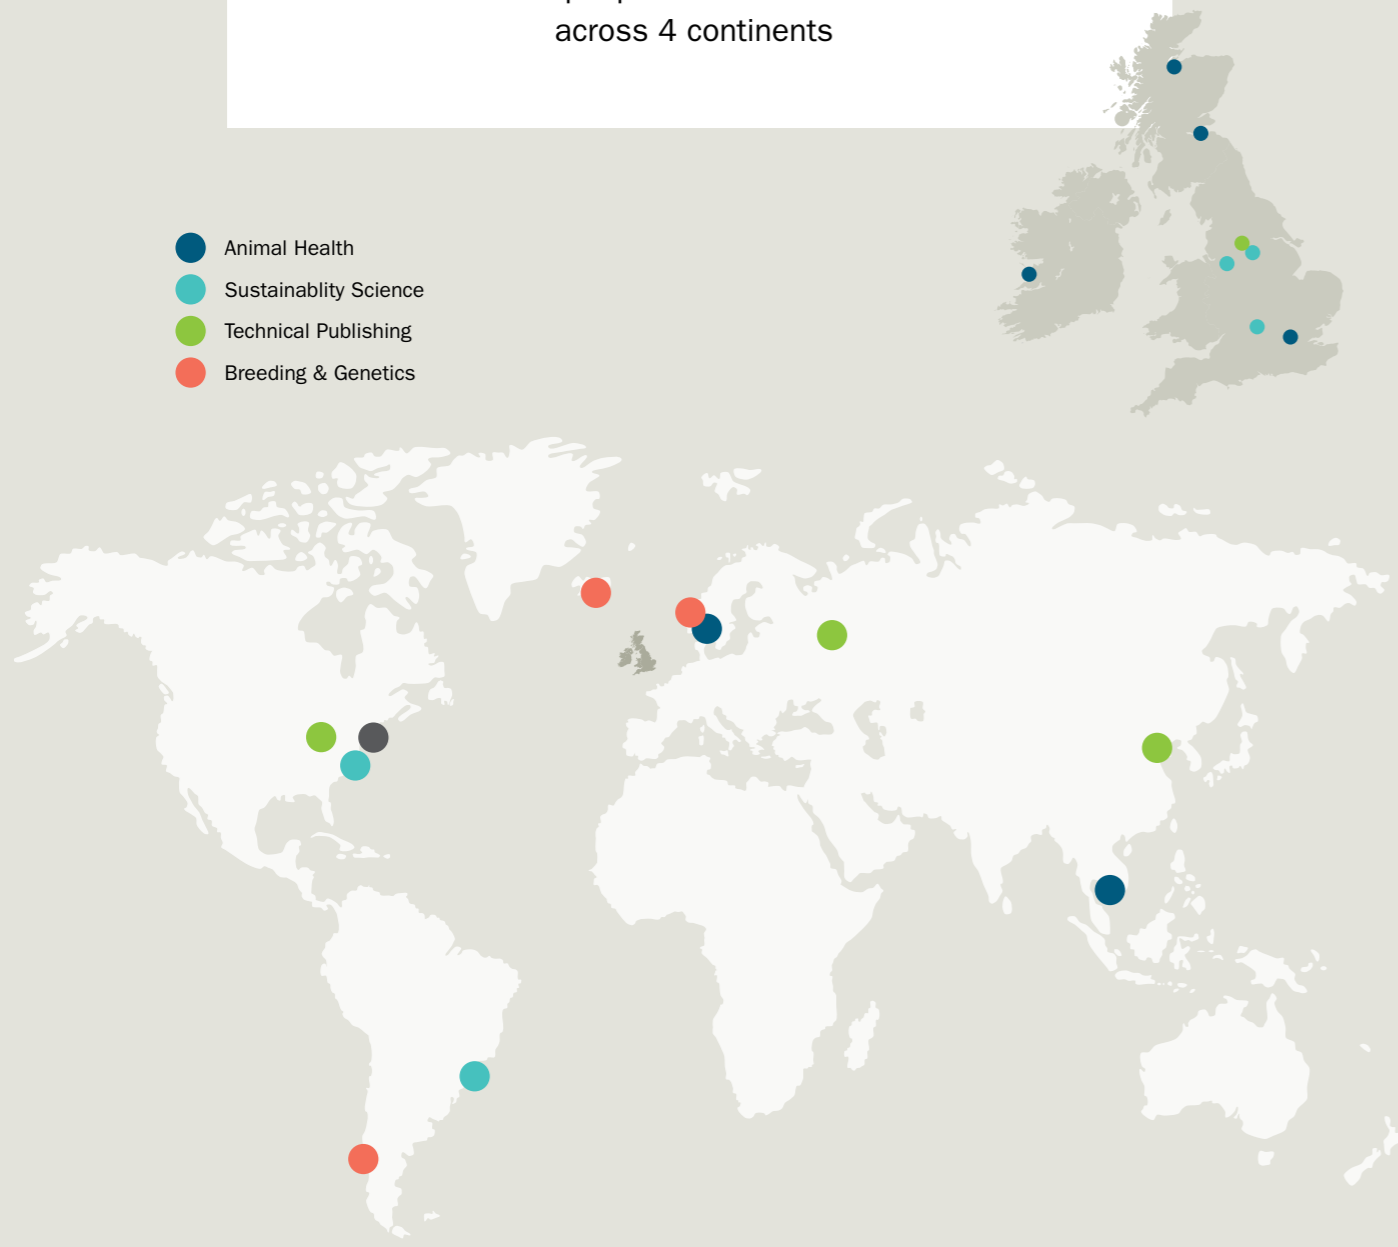 across 4 continents
Animal Health
Sustainablity Science
Technical Publishing
Breeding & Genetics